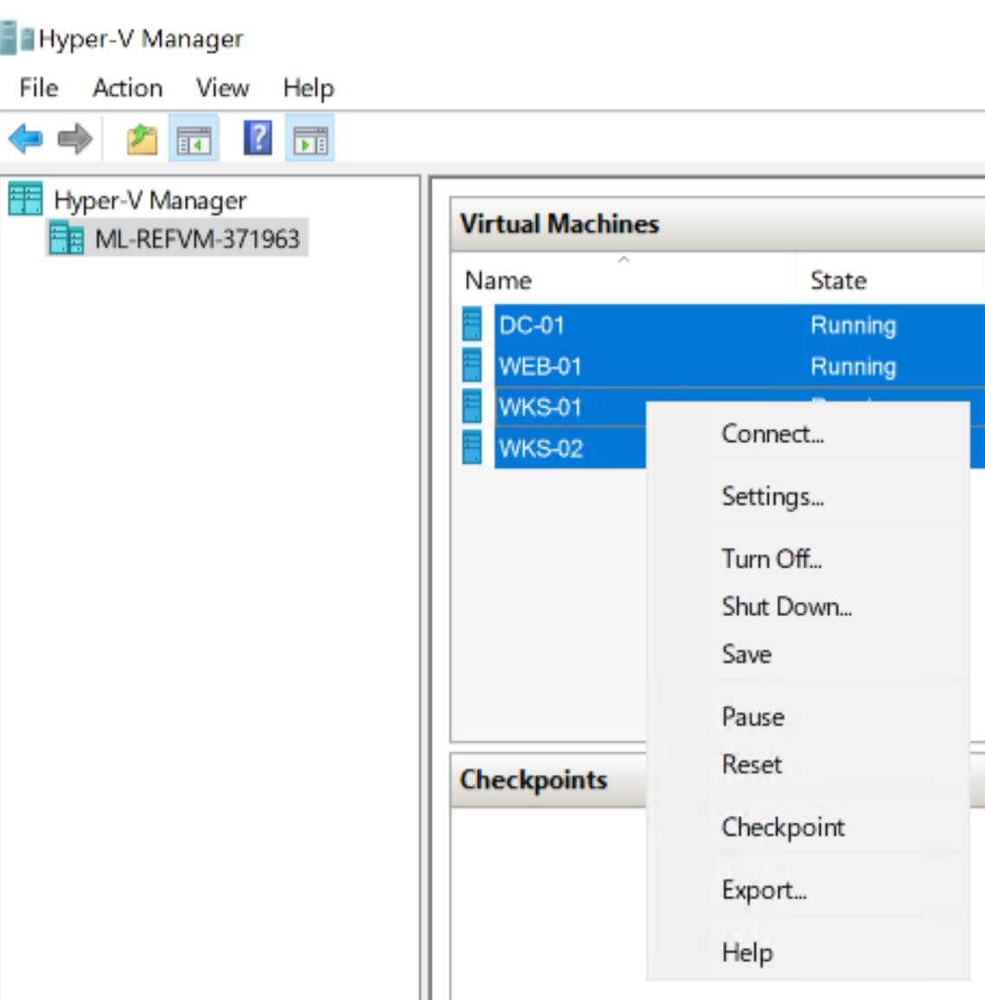 Hyper-V Manager
File Action View Help
Hyper-V Manager
ML-REFVM-371963
Virtual Machines
Name State
DC-01 Running
WEB-01 Running
WKS-01
WKS-02
Connect...
Settings...
Turn Off...
Shut Down...
Save
Pause
Reset
Checkpoint
Export...
Help
Checkpoints